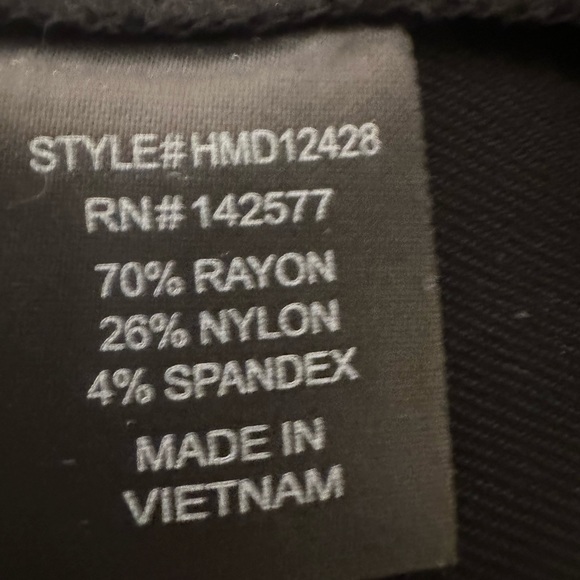 STYLE#HMD12428
RN#142577
70% RAYON
26% NYLON
4% SPANDEX
MADE IN
VIETNAM